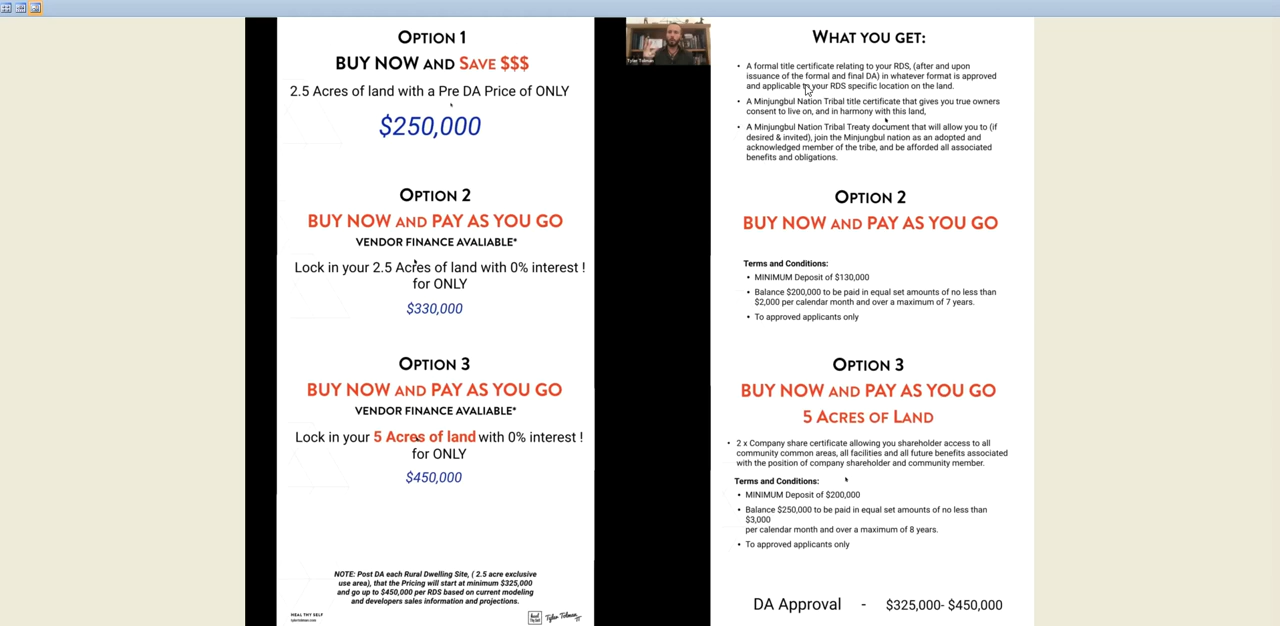 OPTION 1
BUY NOW AND SAVE $$$
2.5 Acres of land with a Pre DA Price of ONLY
$250,000
OPTION 2
BUY NOW AND PAY AS YOU GO
VENDOR FINANCE AVALIABLE*
Lock in your 2.5 Acres of land with 0% interest !
for ONLY
$330,000
OPTION 3
BUY NOW AND PAY AS YOU GO
VENDOR FINANCE AVALIABLE*
Lock in your 5 Acres of land with 0% interest !
for ONLY
$450,000
NOTE: Post DA each Rural Dwelling Site, ( 2.5 acre exclusive
use area), that the Pricing will start at minimum $325,000
and go up to $450,000 per RDS based on current modeling
and developers sales information and projections.
HEAL THY SELF
tylertolman.com
Heal Thy Self
Tyler Tolman
Tyler Tolman
WHAT YOU GET:
• A formal title certificate relating to your RDS, (after and upon
issuance of the formal and final DA) in whatever format is approved
and applicable to your RDS specific location on the land.
• A Minjungbul Nation Tribal title certificate that gives you true owners
consent to live on, and in harmony with this land,
• A Minjungbul Nation Tribal Treaty document that will allow you to (if
desired & invited), join the Minjungbul nation as an adopted and
acknowledged member of the tribe, and be afforded all associated
benefits and obligations.
OPTION 2
BUY NOW AND PAY AS YOU GO
Terms and Conditions:
• MINIMUM Deposit of $130,000
• Balance $200,000 to be paid in equal set amounts of no less than
$2,000 per calendar month and over a maximum of 7 years.
• To approved applicants only
OPTION 3
BUY NOW AND PAY AS YOU GO
5 ACRES OF LAND
• 2 x Company share certificate allowing you shareholder access to all
community common areas, all facilities and all future benefits associated
with the position of company shareholder and community member.
Terms and Conditions:
• MINIMUM Deposit of $200,000
• Balance $250,000 to be paid in equal set amounts of no less than
$3,000
per calendar month and over a maximum of 8 years.
• To approved applicants only
DA Approval - $325,000- $450,000